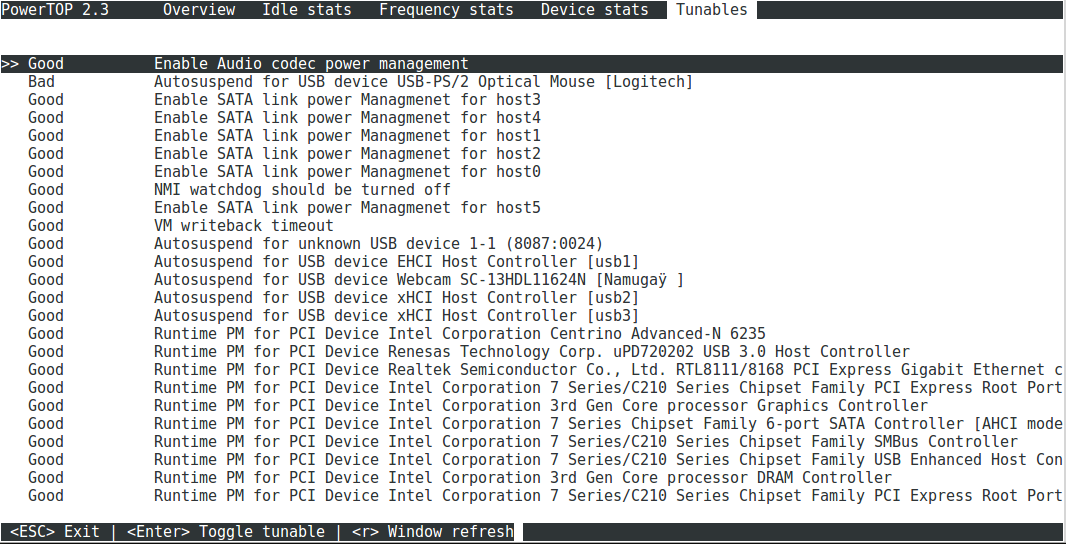 PowerTOP 2.3      Overview   Idle stats   Frequency stats   Device stats   Tunables
>> Good          Enable Audio codec power management
   Bad           Autosuspend for USB device USB-PS/2 Optical Mouse [Logitech]
   Good          Enable SATA link power Managmenet for host3
   Good          Enable SATA link power Managmenet for host4
   Good          Enable SATA link power Managmenet for host1
   Good          Enable SATA link power Managmenet for host2
   Good          Enable SATA link power Managmenet for host0
   Good          NMI watchdog should be turned off
   Good          Enable SATA link power Managmenet for host5
   Good          VM writeback timeout
   Good          Autosuspend for unknown USB device 1-1 (8087:0024)
   Good          Autosuspend for USB device EHCI Host Controller [usb1]
   Good          Autosuspend for USB device Webcam SC-13HDL11624N [Namugaÿ ]
   Good          Autosuspend for USB device xHCI Host Controller [usb2]
   Good          Autosuspend for USB device xHCI Host Controller [usb3]
   Good          Runtime PM for PCI Device Intel Corporation Centrino Advanced-N 6235
   Good          Runtime PM for PCI Device Renesas Technology Corp. uPD720202 USB 3.0 Host Controller
   Good          Runtime PM for PCI Device Realtek Semiconductor Co., Ltd. RTL8111/8168 PCI Express Gigabit Ethernet c
   Good          Runtime PM for PCI Device Intel Corporation 7 Series/C210 Series Chipset Family PCI Express Root Port
   Good          Runtime PM for PCI Device Intel Corporation 3rd Gen Core processor Graphics Controller
   Good          Runtime PM for PCI Device Intel Corporation 7 Series Chipset Family 6-port SATA Controller [AHCI mode
   Good          Runtime PM for PCI Device Intel Corporation 7 Series/C210 Series Chipset Family SMBus Controller
   Good          Runtime PM for PCI Device Intel Corporation 7 Series/C210 Series Chipset Family USB Enhanced Host Con
   Good          Runtime PM for PCI Device Intel Corporation 3rd Gen Core processor DRAM Controller
   Good          Runtime PM for PCI Device Intel Corporation 7 Series/C210 Series Chipset Family PCI Express Root Port
 <ESC> Exit | <Enter> Toggle tunable | <r> Window refresh